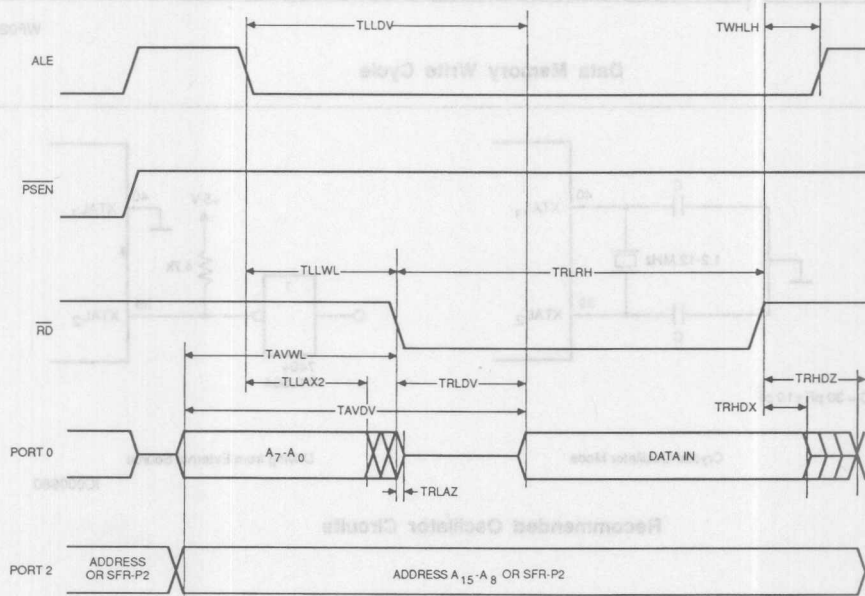 TLLDV
TWHLH
ALE
Data Memory Write Cycle
PSEN
TLLWL
TRLRH
RD
TAVWL
TLLAX2
TRLDV
TRHDZ
TAVDV
TRHDX
PORT 0
A7-A0
DATA IN
TRLAZ
Recommended Oscillator Circuits
PORT 2
ADDRESS
OR SFR-P2
ADDRESS A15-A8 OR SFR-P2